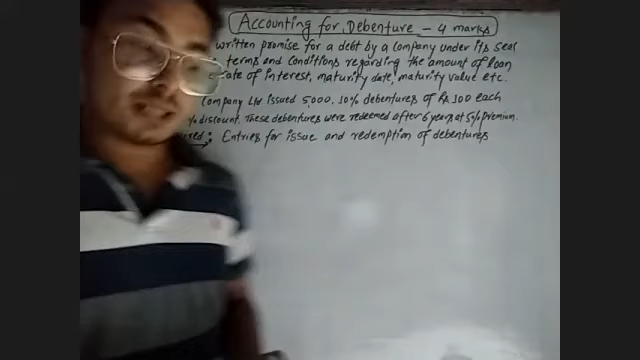 Accounting for Debenture - 4 marks
written promise for a debt by a company under its seal
terms and conditions regarding the amount of loan
rate of interest, maturity date, maturity value etc.
Company Ltd issued 5,000, 10% debentures of Rs 100 each
% discount. These debentures were redeemed after 6 years at 5% premium.
Entries for issue and redemption of debentures